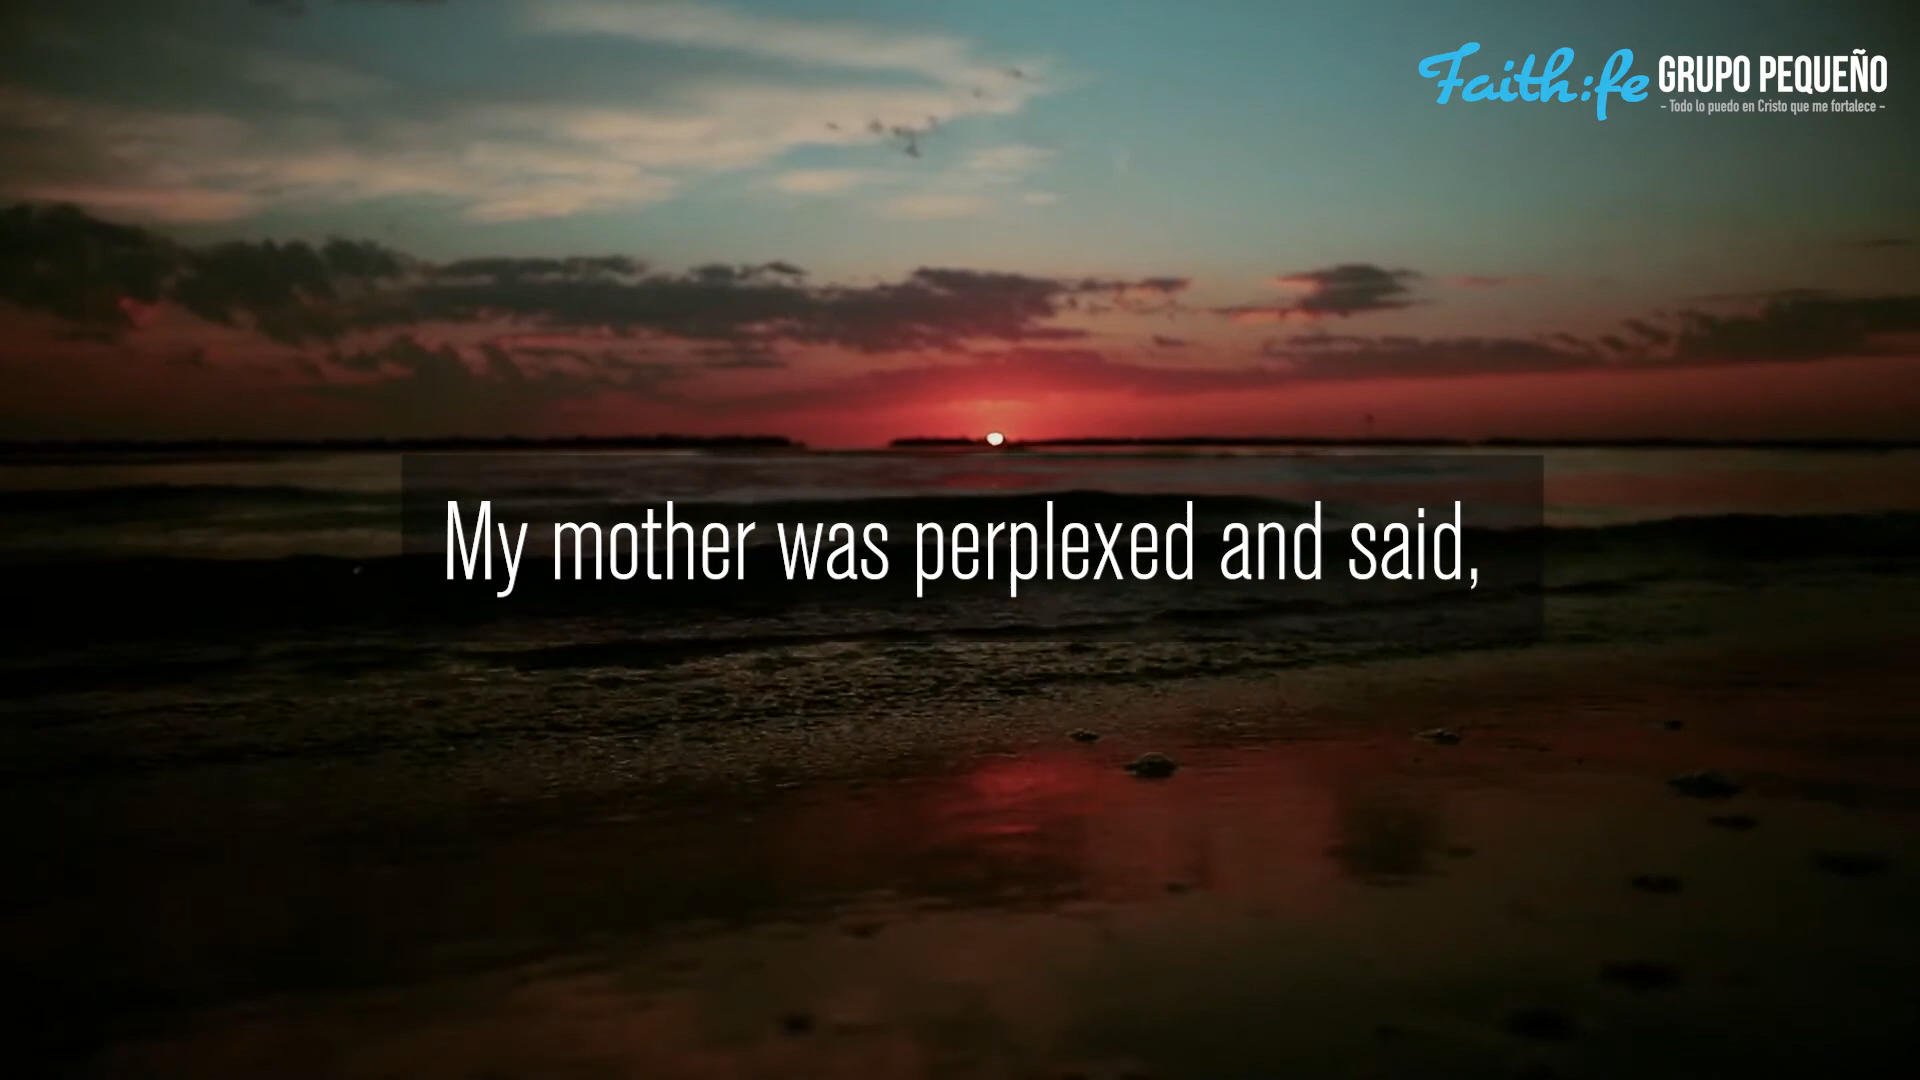 Faith:fe GRUPO PEQUEÑO
- Todo lo puedo en Cristo que me fortalece -
My mother was perplexed and said,